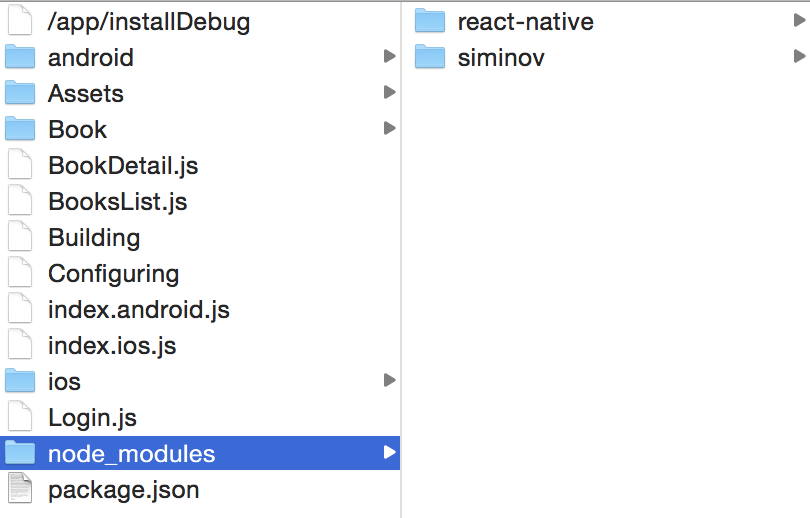 /app/installDebug
android
Assets
Book
BookDetail.js
BooksList.js
Building
Configuring
index.android.js
index.ios.js
ios
Login.js
node_modules
package.json
react-native
siminov